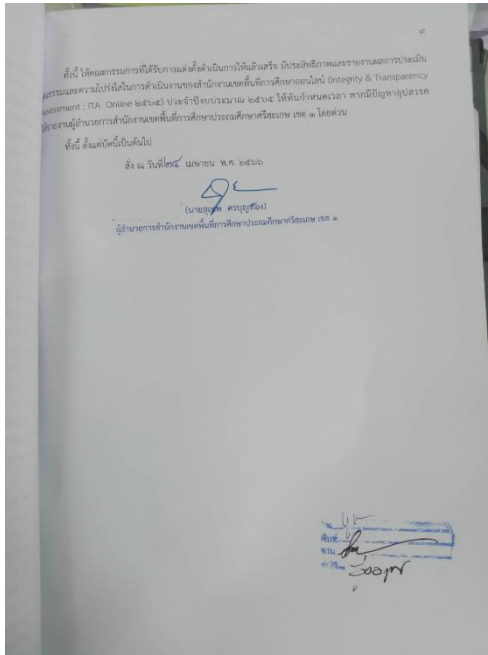 ๙
ทั้งนี้ ให้คณะกรรมการที่ได้รับการแต่งตั้งดำเนินการให้แล้วเสร็จ มีประสิทธิภาพและรายงานผลการประเมิน
คุณธรรมและความโปร่งใสในการดำเนินงานของสำนักงานเขตพื้นที่การศึกษาออนไลน์ (Integrity & Transparency
Assessment : ITA Online ๒๕๖๕) ประจำปีงบประมาณ ๒๕๖๕ ให้ทันกำหนดเวลา หากมีปัญหาอุปสรรค
ให้รายงานผู้อำนวยการสำนักงานเขตพื้นที่การศึกษาประถมศึกษาศรีสะเกษ เขต ๑ โดยด่วน
ทั้งนี้ ตั้งแต่บัดนี้เป็นต้นไป
สั่ง ณ วันที่ ๒๔ เมษายน พ.ศ. ๒๕๖๖
(นายสุเทพ ศรบุญทอง)
ผู้อำนวยการสำนักงานเขตพื้นที่การศึกษาประถมศึกษาศรีสะเกษ เขต ๑
พิมพ์
ทาน